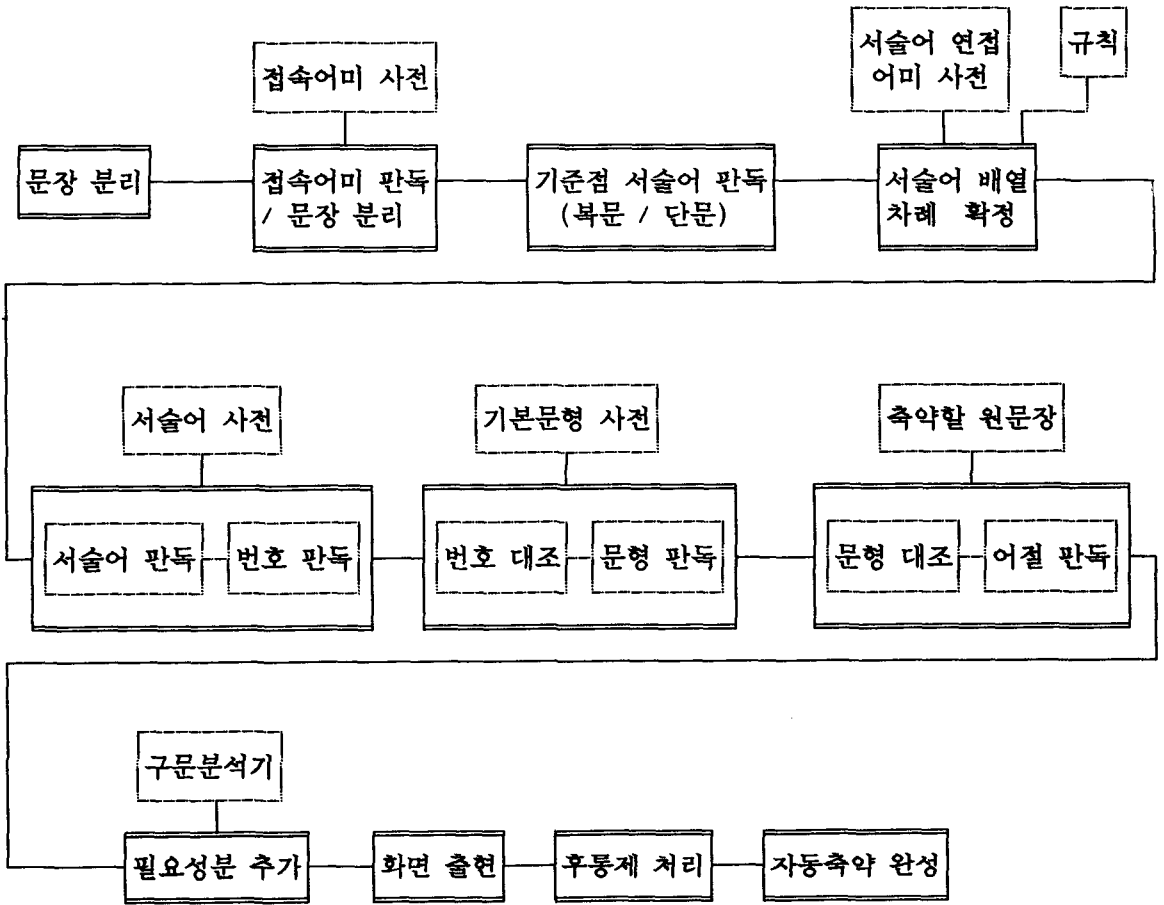 접속어미 사전
서술어 연접
어미 사전
규칙
문장 분리
접속어미 판독
/ 문장 분리
기준점 서술어 판독
(복문 / 단문)
서술어 배열
차례 확정
서술어 사전
기본문형 사전
축약할 원문장
서술어 판독
번호 판독
번호 대조
문형 판독
문형 대조
어절 판독
구문분석기
필요성분 추가
화면 출현
후통제 처리
자동축약 완성